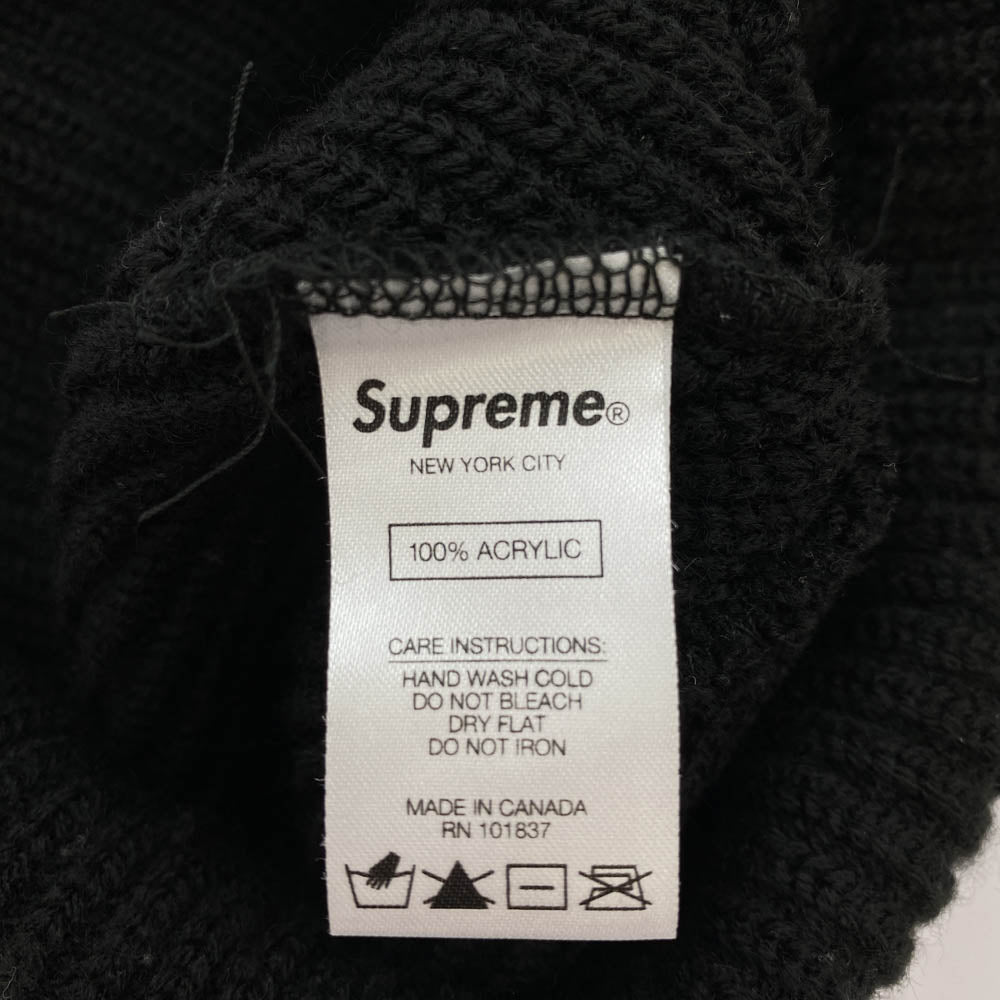 Supreme®
NEW YORK CITY
100% ACRYLIC
CARE INSTRUCTIONS:
HAND WASH COLD
DO NOT BLEACH
DRY FLAT
DO NOT IRON
MADE IN CANADA
RN 101837